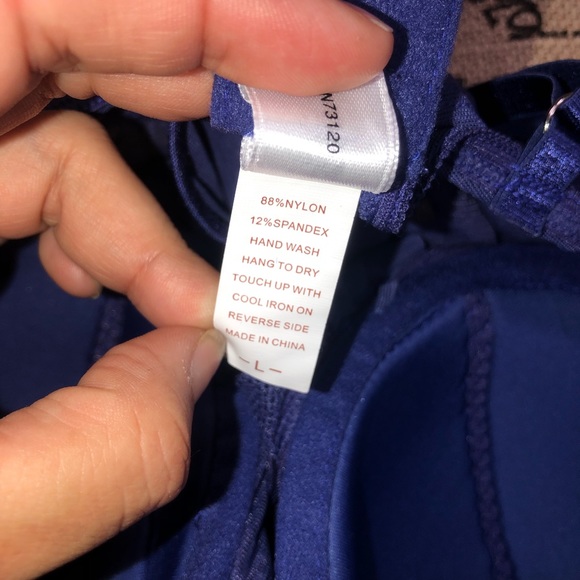 N73120
88%NYLON
12%SPANDEX
HAND WASH
HANG TO DRY
TOUCH UP WITH
COOL IRON ON
REVERSE SIDE
MADE IN CHINA
– L –